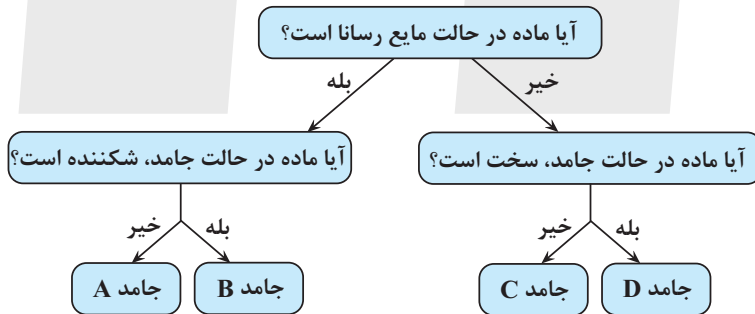 آیا ماده در حالت مایع رسانا است؟
خیر
بله
آیا ماده در حالت جامد، سخت است؟
آیا ماده در حالت جامد، شکننده است؟
بله
خیر
بله
خیر
جامد D
جامد C
جامد B
جامد A